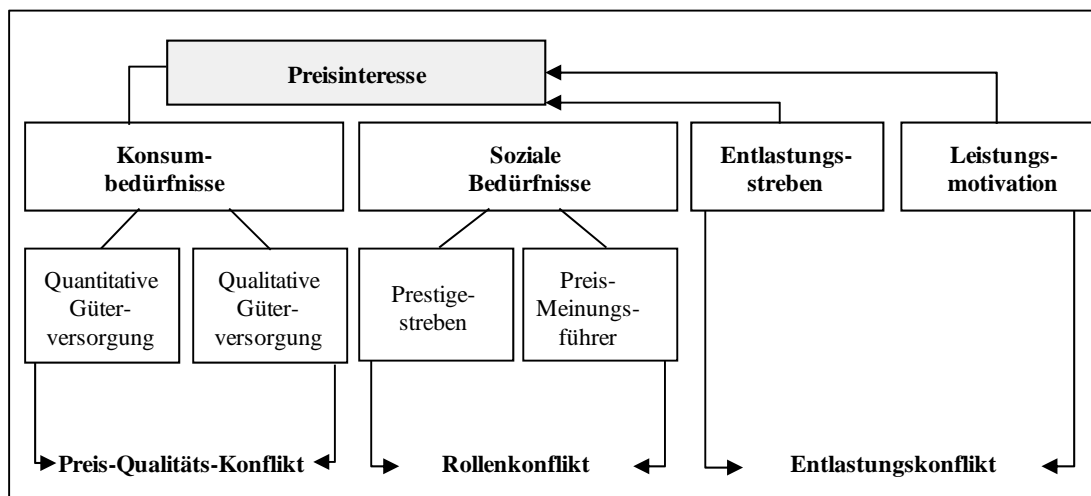 Preisinteresse
Konsum-
bedürfnisse
Soziale
Bedürfnisse
Entlastungs-
streben
Leistungs-
motivation
Quantitative
Güter-
versorgung
Qualitative
Güter-
versorgung
Prestige-
streben
Preis-
Meinungs-
führer
Preis-Qualitäts-Konflikt
Rollenkonflikt
Entlastungskonflikt